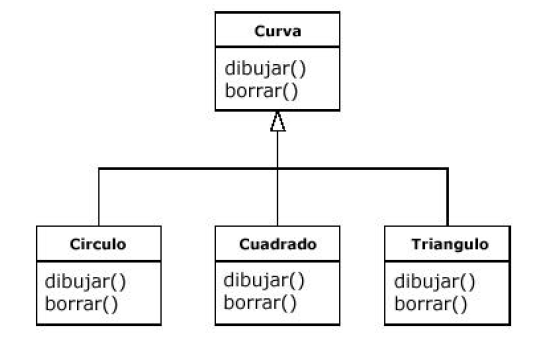 Curva
dibujar()
borrar()
Circulo
dibujar()
borrar()
Cuadrado
dibujar()
borrar()
Triangulo
dibujar()
borrar()